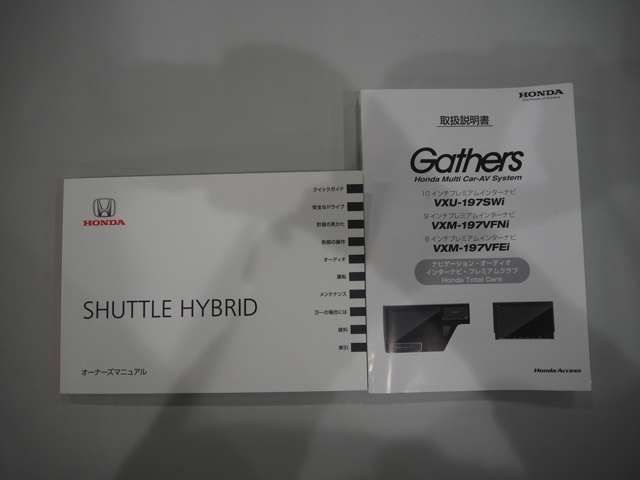 HONDA
SHUTTLE HYBRID
オーナーズマニュアル
クイックガイド
安全なドライブ
計器の見かた
各部の操作
オーディオ
運転
メンテナンス
万一の場合には
資料
索引
HONDA
取扱説明書
Gathers
Honda Multi Car-AV System
10インチプレミアムインターナビ
VXU-197SWi
9インチプレミアムインターナビ
VXM-197VFNi
8インチプレミアムインターナビ
VXM-197VFEi
ナビゲーション・オーディオ
インターナビ・プレミアムクラブ
Honda Total Care
Honda Access